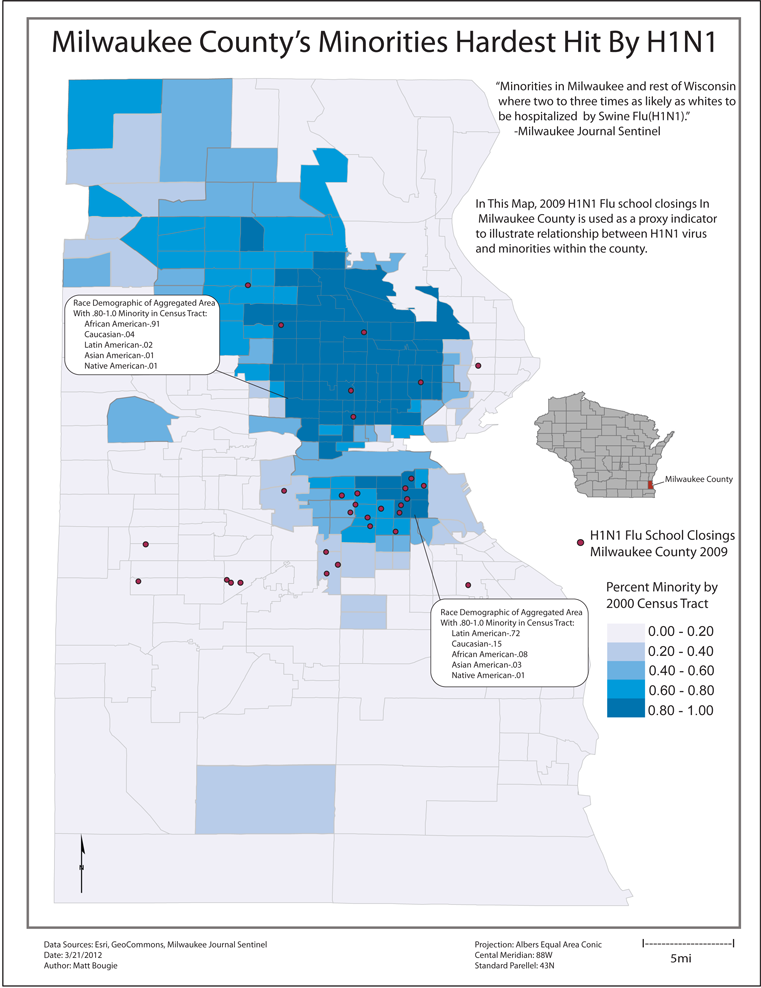 Milwaukee County's Minorities Hardest Hit By H1N1
“Minorities in Milwaukee and rest of Wisconsin
where two to three times as likely as whites to
be hospitalized by Swine Flu(H1N1).”
-Milwaukee Journal Sentinel
In This Map, 2009 H1N1 Flu school closings In
Milwaukee County is used as a proxy indicator
to illustrate relationship between H1N1 virus
and minorities within the county.
Race Demographic of Aggregated Area
With .80-1.0 Minority in Census Tract:
African American-.91
Caucasian-.04
Latin American-.02
Asian American-.01
Native American-.01
Milwaukee County
H1N1 Flu School Closings
Milwaukee County 2009
Percent Minority by
2000 Census Tract
0.00 - 0.20
0.20 - 0.40
0.40 - 0.60
0.60 - 0.80
0.80 - 1.00
Race Demographic of Aggregated Area
With .80-1.0 Minority in Census Tract:
Latin American-.72
Caucasian-.15
African American-.08
Asian American-.03
Native American-.01
N
Data Sources: Esri, GeoCommons, Milwaukee Journal Sentinel
Date: 3/21/2012
Author: Matt Bougie
Projection: Albers Equal Area Conic
Cental Meridian: 88W
Standard Parellel: 43N
5mi